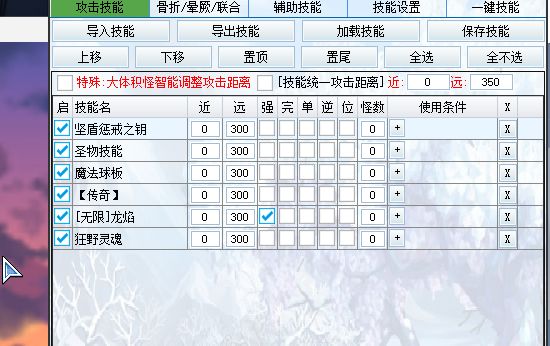 攻击技能 骨折/晕厥/联合 辅助技能 技能设置 一键技能
导入技能 导出技能 加载技能 保存技能
上移 下移 置顶 置尾 全选 全不选
特殊:大体积怪智能调整攻击距离 [技能统一攻击距离] 近: 0 远: 350
启 技能名 近 远 强 完 单 逆 位 怪数 使用条件 X
坚盾惩戒之钥 0 300 0 + X
圣物技能 0 300 0 + X
魔法球板 0 300 0 + X
【传奇】 0 300 0 + X
[无限]龙焰 0 300 0 + X
狂野灵魂 0 300 0 + X